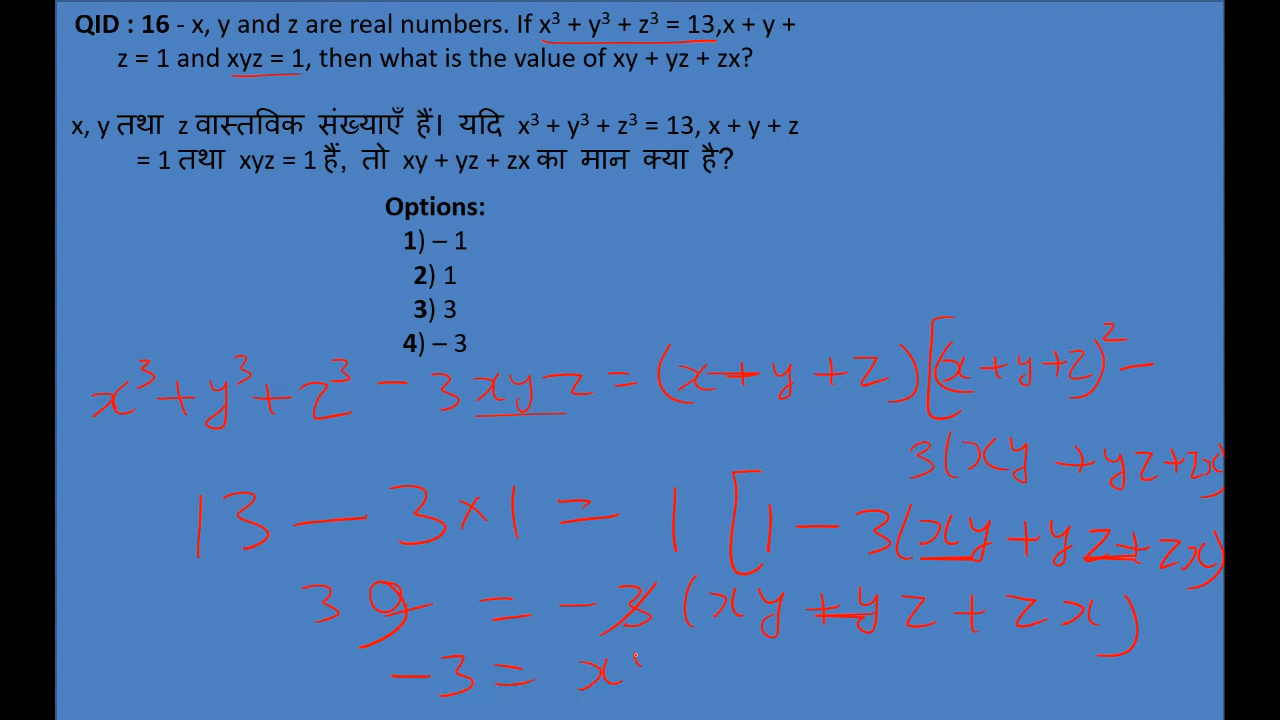 QID : 16 - x, y and z are real numbers. If x³ + y³ + z³ = 13,x + y +
z = 1 and xyz = 1, then what is the value of xy + yz + zx?
x, y तथा z वास्तविक संख्याएँ हैं। यदि x³ + y³ + z³ = 13, x + y + z
= 1 तथा xyz = 1 हैं, तो xy + yz + zx का मान क्या है?
Options:
1) – 1
2) 1
3) 3
4) – 3
x³ + y³ + z³ - 3xyz = (x + y + z) [(x + y + z)² -
3(xy + yz + zx)
13 - 3 × 1 = 1 [1 - 3(xy + yz + zx)
3 9 = - 3 (xy + yz + zx)
-3 = x